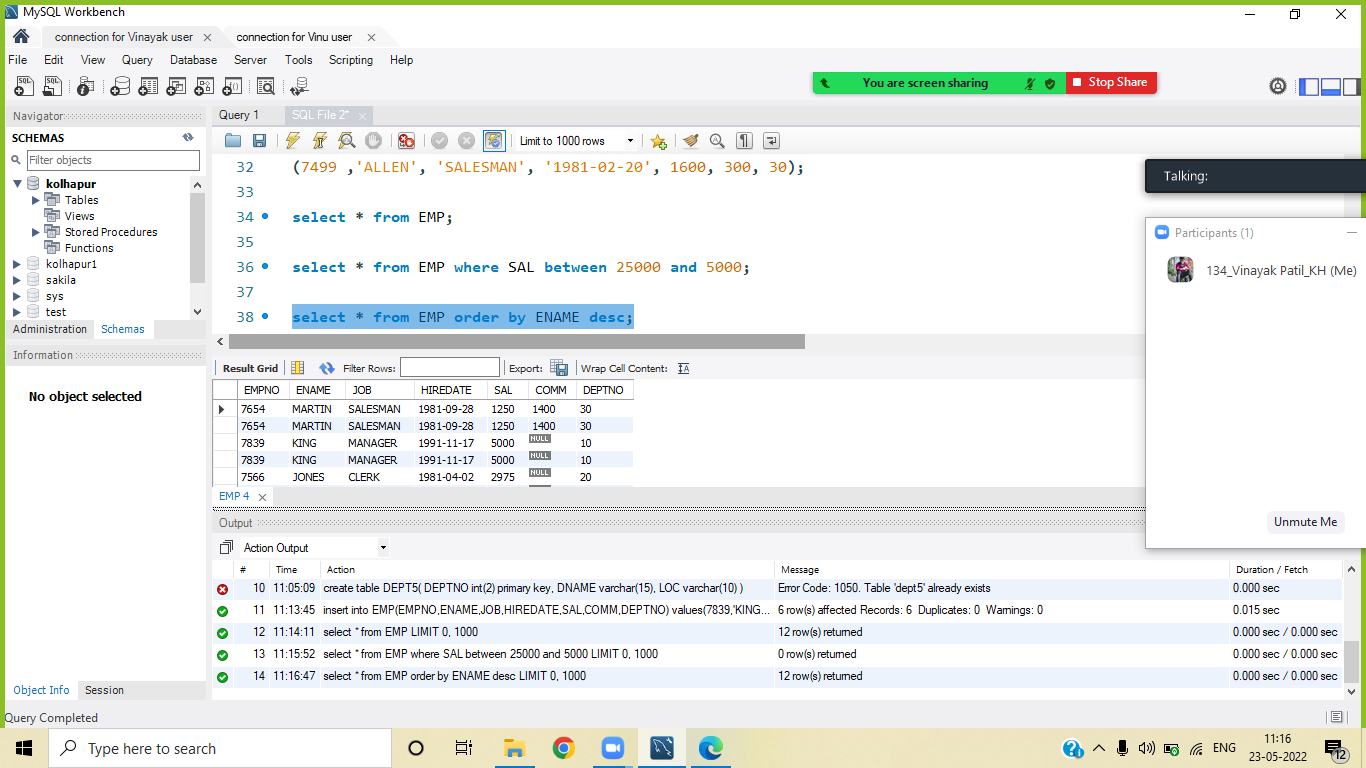 MySQL Workbench
connection for Vinayak user
connection for Vinu user
File Edit View Query Database Server Tools Scripting Help
You are screen sharing
Stop Share
Navigator
SCHEMAS
Filter objects
kolhapur
Tables
Views
Stored Procedures
Functions
kolhapur1
sakila
sys
test
Administration Schemas
Information
No object selected
Object Info Session
Query 1 SQL File 2*
Limit to 1000 rows
32 (7499 ,'ALLEN', 'SALESMAN', '1981-02-20', 1600, 300, 30);
33
34 select * from EMP;
35
36 select * from EMP where SAL between 25000 and 5000;
37
38 select * from EMP order by ENAME desc;
Result Grid Filter Rows: Export: Wrap Cell Content:
EMPNO ENAME JOB HIREDATE SAL COMM DEPTNO
7654 MARTIN SALESMAN 1981-09-28 1250 1400 30
7654 MARTIN SALESMAN 1981-09-28 1250 1400 30
7839 KING MANAGER 1991-11-17 5000 NULL 10
7839 KING MANAGER 1991-11-17 5000 NULL 10
7566 JONES CLERK 1981-04-02 2975 NULL 20
EMP 4
Output
Action Output
# Time Action Message Duration / Fetch
10 11:05:09 create table DEPT5( DEPTNO int(2) primary key, DNAME varchar(15), LOC varchar(10) ) Error Code: 1050. Table 'dept5' already exists 0.000 sec
11 11:13:45 insert into EMP(EMPNO,ENAME,JOB,HIREDATE,SAL,COMM,DEPTNO) values(7839,'KING... 6 row(s) affected Records: 6 Duplicates: 0 Warnings: 0 0.015 sec
12 11:14:11 select * from EMP LIMIT 0, 1000 12 row(s) returned 0.000 sec / 0.000 sec
13 11:15:52 select * from EMP where SAL between 25000 and 5000 LIMIT 0, 1000 0 row(s) returned 0.000 sec / 0.000 sec
14 11:16:47 select * from EMP order by ENAME desc LIMIT 0, 1000 12 row(s) returned 0.000 sec / 0.000 sec
Talking:
Participants (1)
134_Vinayak Patil_KH (Me)
Unmute Me
Query Completed
Type here to search
ENG
11:16
23-05-2022
12